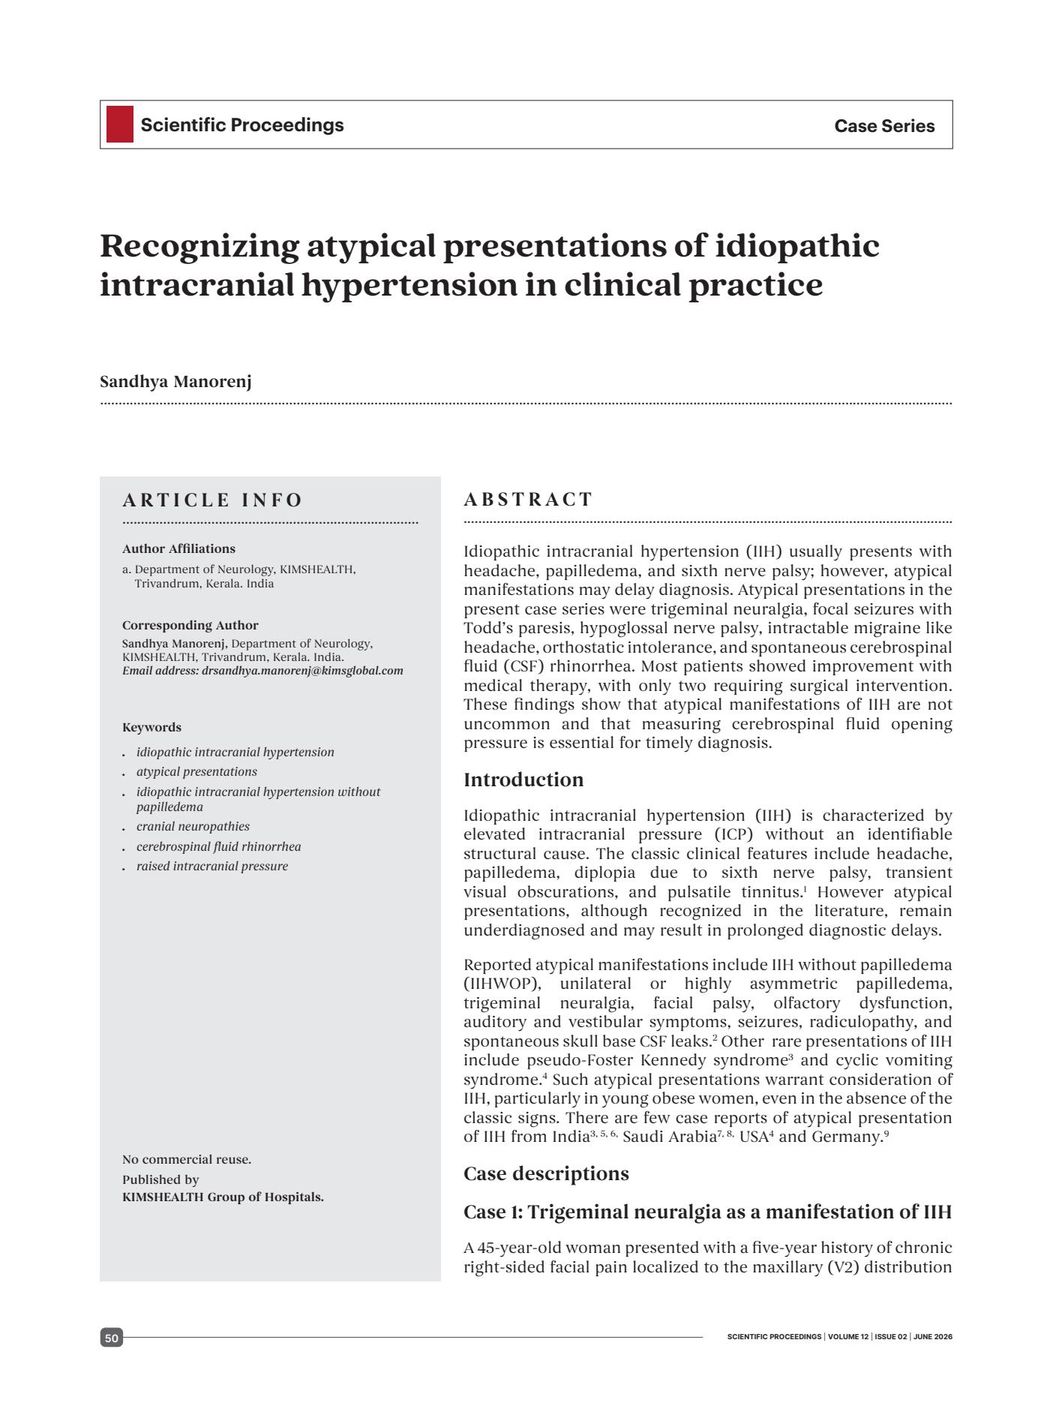 Scientific Proceedings
Case Series
Recognizing atypical presentations of idiopathic
intracranial hypertension in clinical practice
Sandhya Manorenj
ARTICLE INFO
Author Affiliations
a. Department of Neurology, KIMSHEALTH,
Trivandrum, Kerala. India
Corresponding Author
Sandhya Manorenj, Department of Neurology,
KIMSHEALTH, Trivandrum, Kerala. India.
Email address: drsandhya.manorenj@kimsglobal.com
Keywords
. idiopathic intracranial hypertension
. atypical presentations
. idiopathic intracranial hypertension without
papilledema
. cranial neuropathies
. cerebrospinal fluid rhinorrhea
. raised intracranial pressure
No commercial reuse.
Published by
KIMSHEALTH Group of Hospitals.
ABSTRACT
Idiopathic intracranial hypertension (IIH) usually presents with
headache, papilledema, and sixth nerve palsy; however, atypical
manifestations may delay diagnosis. Atypical presentations in the
present case series were trigeminal neuralgia, focal seizures with
Todd's paresis, hypoglossal nerve palsy, intractable migraine like
headache, orthostatic intolerance, and spontaneous cerebrospinal
fluid (CSF) rhinorrhea. Most patients showed improvement with
medical therapy, with only two requiring surgical intervention.
These findings show that atypical manifestations of IIH are not
uncommon and that measuring cerebrospinal fluid opening
pressure is essential for timely diagnosis.
Introduction
Idiopathic intracranial hypertension (IIH) is characterized by
elevated intracranial pressure (ICP) without an identifiable
structural cause. The classic clinical features include headache,
papilledema, diplopia due to sixth nerve palsy, transient
visual obscurations, and pulsatile tinnitus.¹ However atypical
presentations, although recognized in the literature, remain
underdiagnosed and may result in prolonged diagnostic delays.
Reported atypical manifestations include IIH without papilledema
(IIHWOP), unilateral or highly asymmetric papilledema,
trigeminal neuralgia, facial palsy, olfactory dysfunction,
auditory and vestibular symptoms, seizures, radiculopathy, and
spontaneous skull base CSF leaks.² Other rare presentations of IIH
include pseudo-Foster Kennedy syndrome³ and cyclic vomiting
syndrome.⁴ Such atypical presentations warrant consideration of
IIH, particularly in young obese women, even in the absence of the
classic signs. There are few case reports of atypical presentation
of IIH from India³, ⁵, ⁶, Saudi Arabia⁷, ⁸, USA⁴ and Germany.⁹
Case descriptions
Case 1: Trigeminal neuralgia as a manifestation of IIH
A 45-year-old woman presented with a five-year history of chronic
right-sided facial pain localized to the maxillary (V2) distribution
50
SCIENTIFIC PROCEEDINGS | VOLUME 12 | ISSUE 02 | JUNE 2026